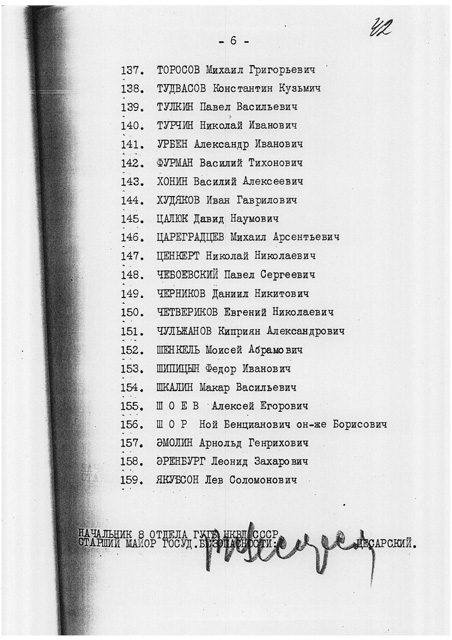 42
- 6 -
137. ТОРОСОВ Михаил Григорьевич
138. ТУДВАСОВ Константин Кузьмич
139. ТУЛКИН Павел Васильевич
140. ТУРЧИН Николай Иванович
141. УРБЕН Александр Иванович
142. ФУРМАН Василий Тихонович
143. ХОНИН Василий Алексеевич
144. ХУДЯКОВ Иван Гаврилович
145. ЦАЛЮК Давид Наумович
146. ЦАРЕГРАДЦЕВ Михаил Арсентьевич
147. ЦЕНКЕРТ Николай Николаевич
148. ЧЕБОЕВСКИЙ Павел Сергеевич
149. ЧЕРНИКОВ Даниил Никитович
150. ЧЕТВЕРИКОВ Евгений Николаевич
151. ЧУЛЬЖАНОВ Киприян Александрович
152. ШЕНКЕЛЬ Моисей Абрамович
153. ШИПИЦЫН Федор Иванович
154. ШКАЛИН Макар Васильевич
155. Ш О Е В Алексей Егорович
156. Ш О Р Ной Бенцианович он-же Борисович
157. ЭМОЛИН Арнольд Генрихович
158. ЭРЕНБУРГ Леонид Захарович
159. ЯКУБСОН Лев Соломонович
НАЧАЛЬНИК 8 ОТДЕЛА ГУГБ НКВД СССР
СТАРШИЙ МАЙОР ГОСУД.БЕЗОПАСНОСТИ: ЦЕСАРСКИЙ.